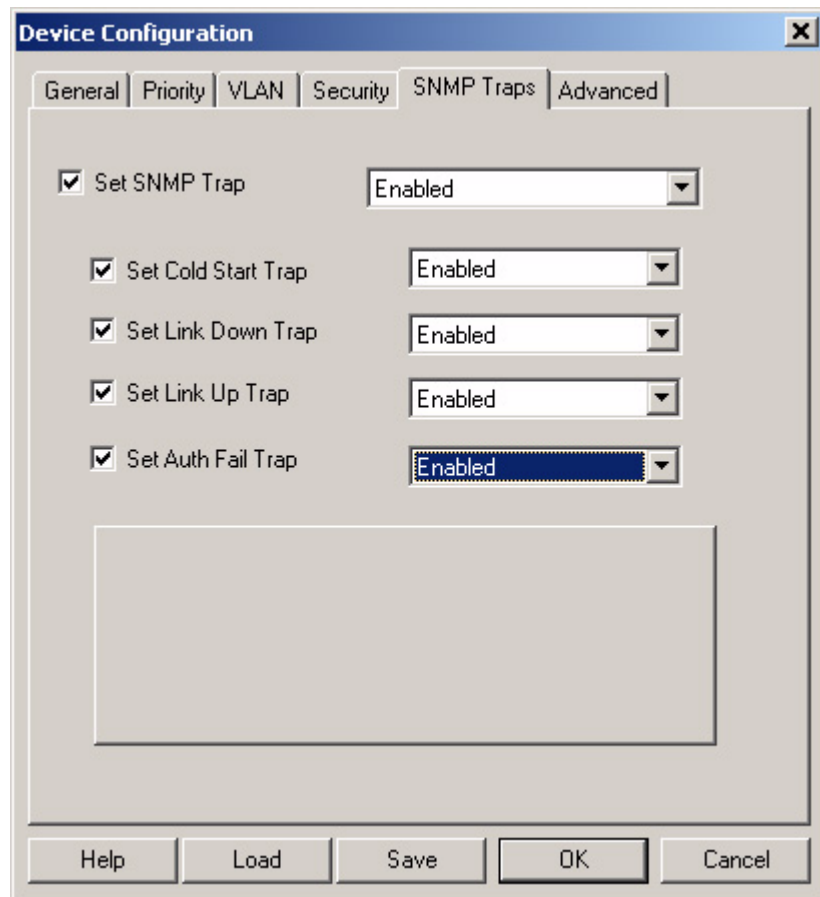 Device Configuration
General Priority VLAN Security SNMP Traps Advanced
Set SNMP Trap Enabled
Set Cold Start Trap Enabled
Set Link Down Trap Enabled
Set Link Up Trap Enabled
Set Auth Fail Trap Enabled
Help Load Save OK Cancel